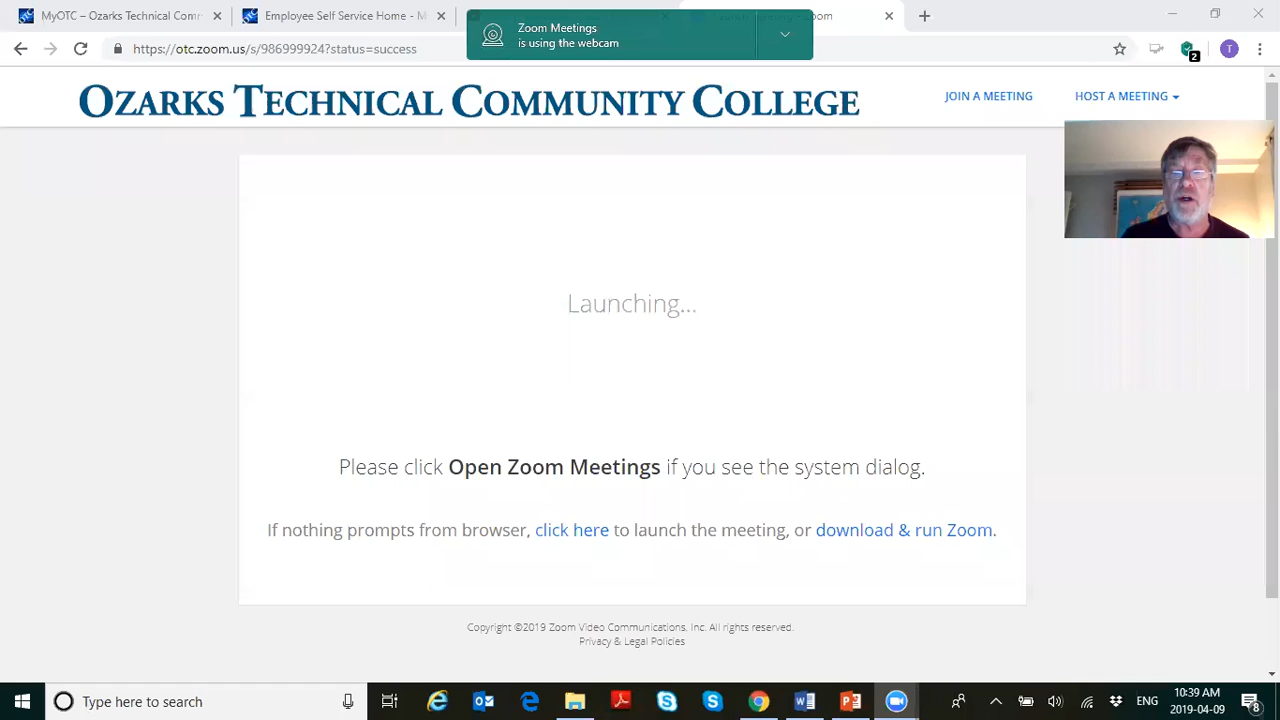 MyOTC – Ozarks Technical Comm
Employee Self Service Home - M
Zoom
Zoom Meetings
is using the webcam
https://otc.zoom.us/s/986999924?status=success
2
T
OZARKS TECHNICAL COMMUNITY COLLEGE
JOIN A MEETING
HOST A MEETING
Launching...
Please click Open Zoom Meetings if you see the system dialog.
If nothing prompts from browser, click here to launch the meeting, or download & run Zoom.
Copyright ©2019 Zoom Video Communications, Inc. All rights reserved.
Privacy & Legal Policies
Type here to search
ENG
10:39 AM
2019-04-09
8